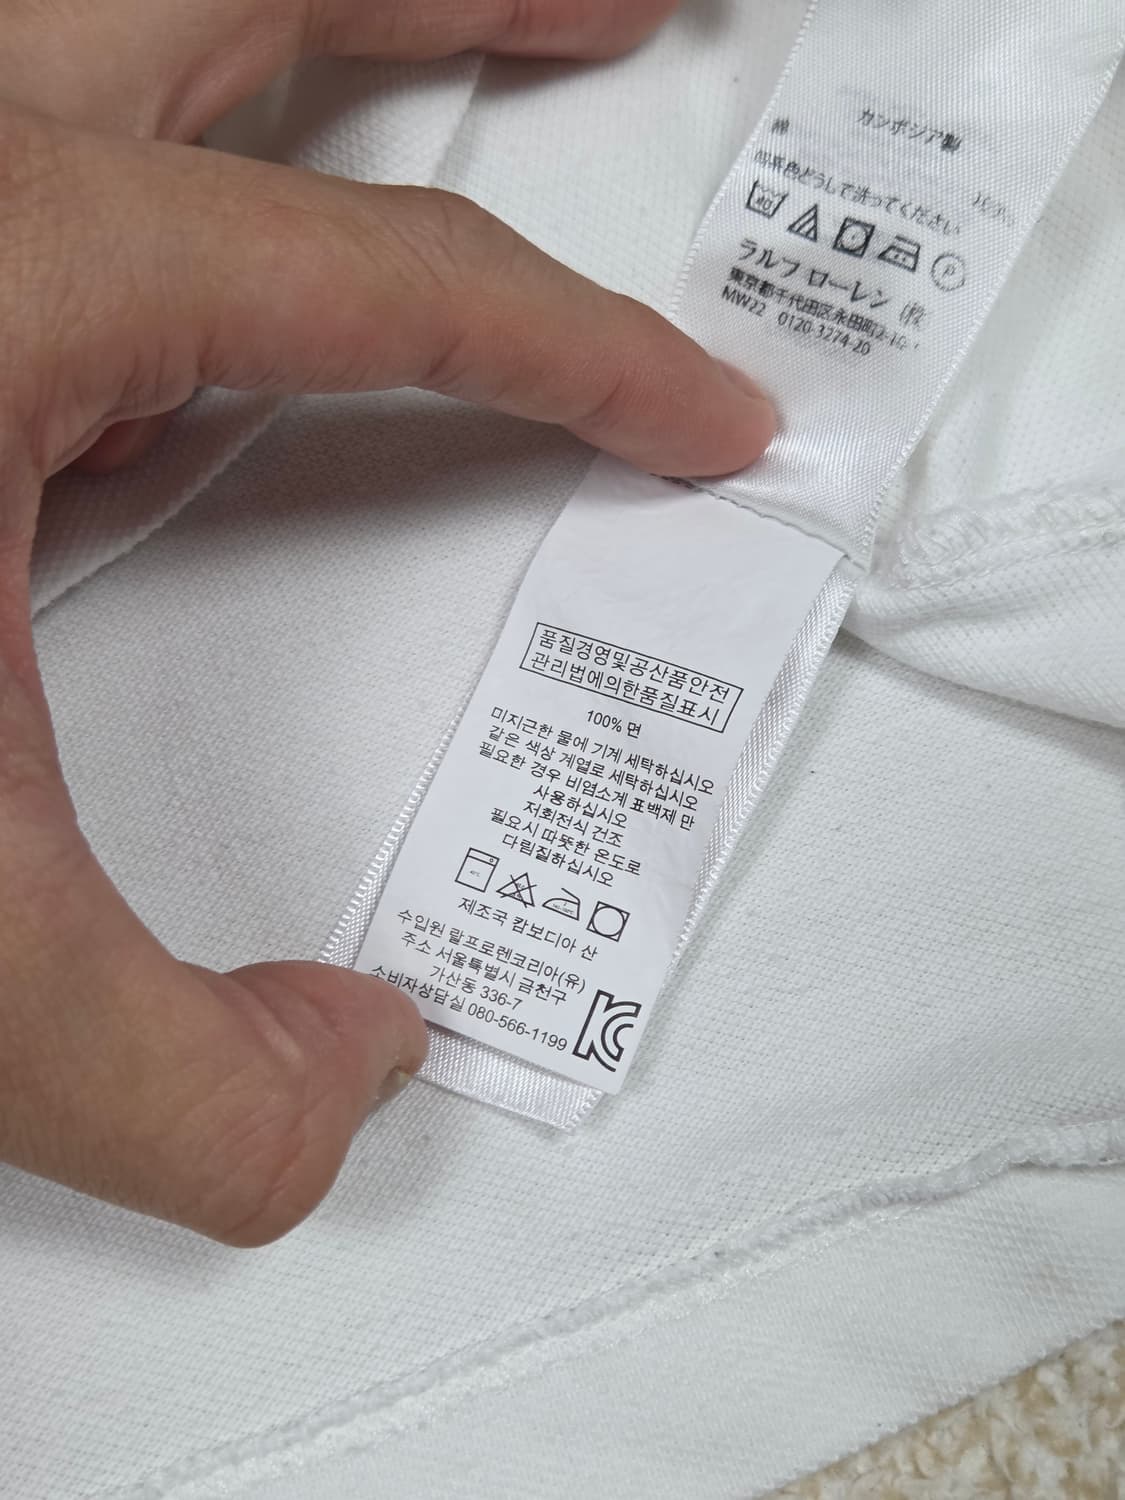 カンボジア製
綿
同系色どうしで洗ってください
40
ラルフ ローレン (株
東京都千代田区永田町2-10-
MW22 0120-3274-20
품질경영및공산품안전
관리법에의한품질표시
100% 면
미지근한 물에 기계 세탁하십시오
같은 색상 계열로 세탁하십시오
필요한 경우 비염소계 표백제 만
사용하십시오
저회전식 건조
필요시 따뜻한 온도로
다림질하십시오
제조국 캄보디아 산
수입원 랄프로렌코리아(유)
주소 서울특별시 금천구
가산동 336-7
소비자상담실 080-566-1199